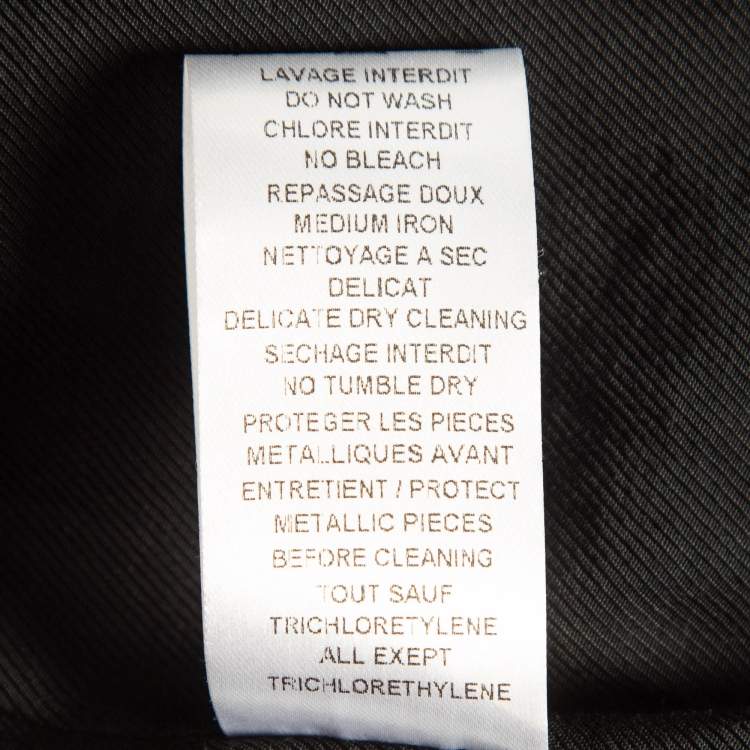 LAVAGE INTERDIT
DO NOT WASH
CHLORE INTERDIT
NO BLEACH
REPASSAGE DOUX
MEDIUM IRON
NETTOYAGE A SEC
DELICAT
DELICATE DRY CLEANING
SECHAGE INTERDIT
NO TUMBLE DRY
PROTEGER LES PIECES
METALLIQUES AVANT
ENTRETIENT / PROTECT
METALLIC PIECES
BEFORE CLEANING
TOUT SAUF
TRICHLORETYLENE
ALL EXEPT
TRICHLORETHYLENE